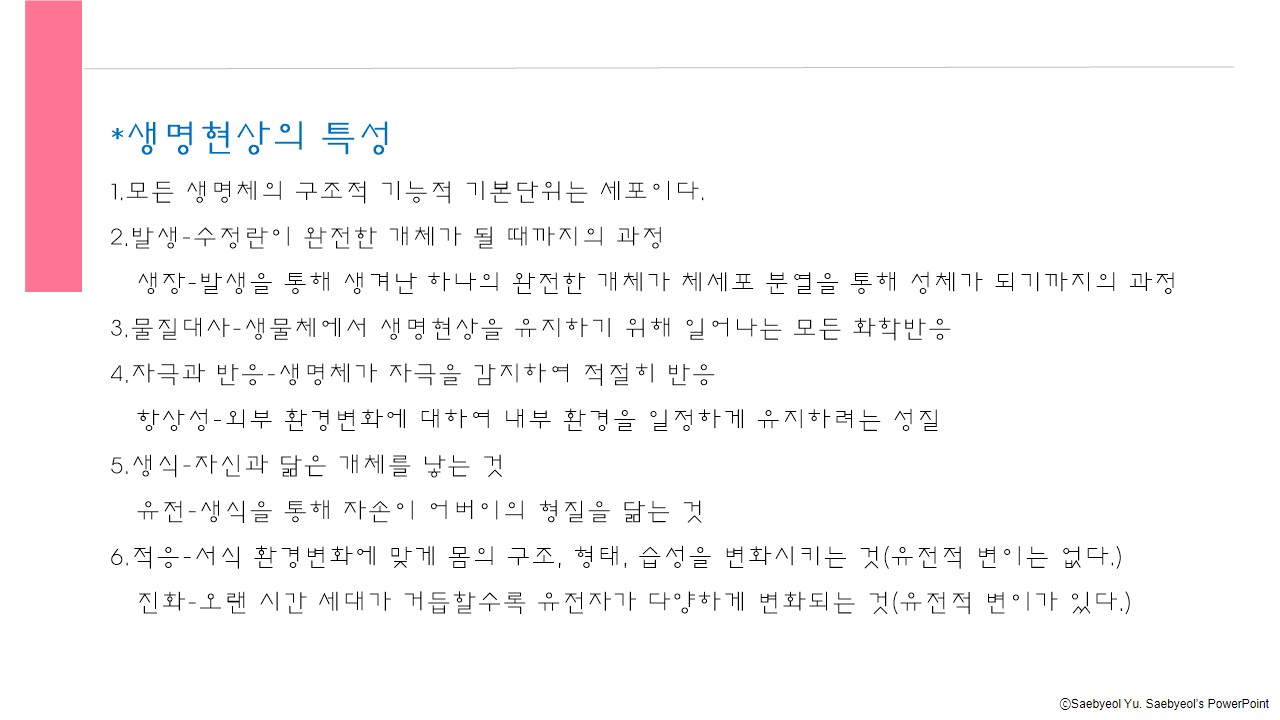 *생명현상의 특성
1.모든 생명체의 구조적 기능적 기본단위는 세포이다.
2.발생-수정란이 완전한 개체가 될 때까지의 과정
생장-발생을 통해 생겨난 하나의 완전한 개체가 체세포 분열을 통해 성체가 되기까지의 과정
3.물질대사-생물체에서 생명현상을 유지하기 위해 일어나는 모든 화학반응
4.자극과 반응-생명체가 자극을 감지하여 적절히 반응
항상성-외부 환경변화에 대하여 내부 환경을 일정하게 유지하려는 성질
5.생식-자신과 닮은 개체를 낳는 것
유전-생식을 통해 자손이 어버이의 형질을 닮는 것
6.적응-서식 환경변화에 맞게 몸의 구조, 형태, 습성을 변화시키는 것(유전적 변이는 없다.)
진화-오랜 시간 세대가 거듭할수록 유전자가 다양하게 변화되는 것(유전적 변이가 있다.)
ⓒSaebyeol Yu. Saebyeol's PowerPoint